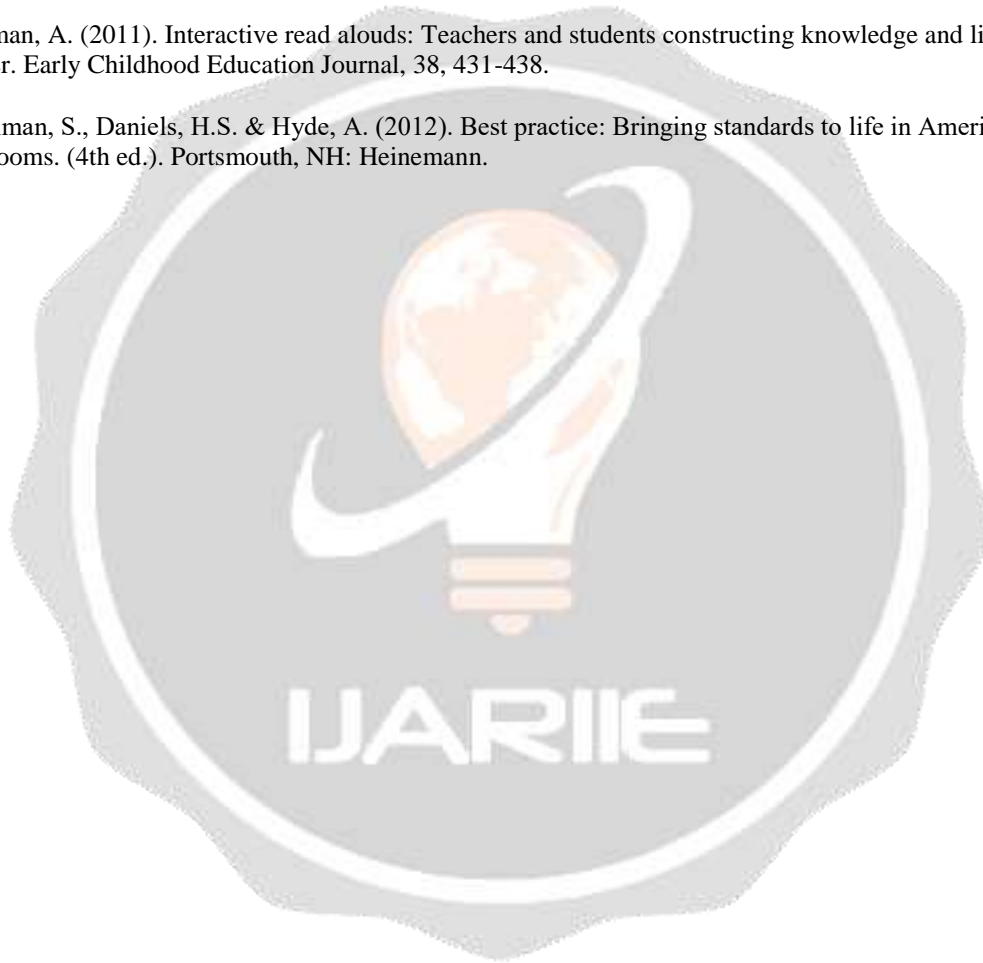 man, A. (2011). Interactive read alouds: Teachers and students constructing knowledge and li
r. Early Childhood Education Journal, 38, 431-438.
man, S., Daniels, H.S. & Hyde, A. (2012). Best practice: Bringing standards to life in Ameri
ooms. (4th ed.). Portsmouth, NH: Heinemann.
IJARIIE